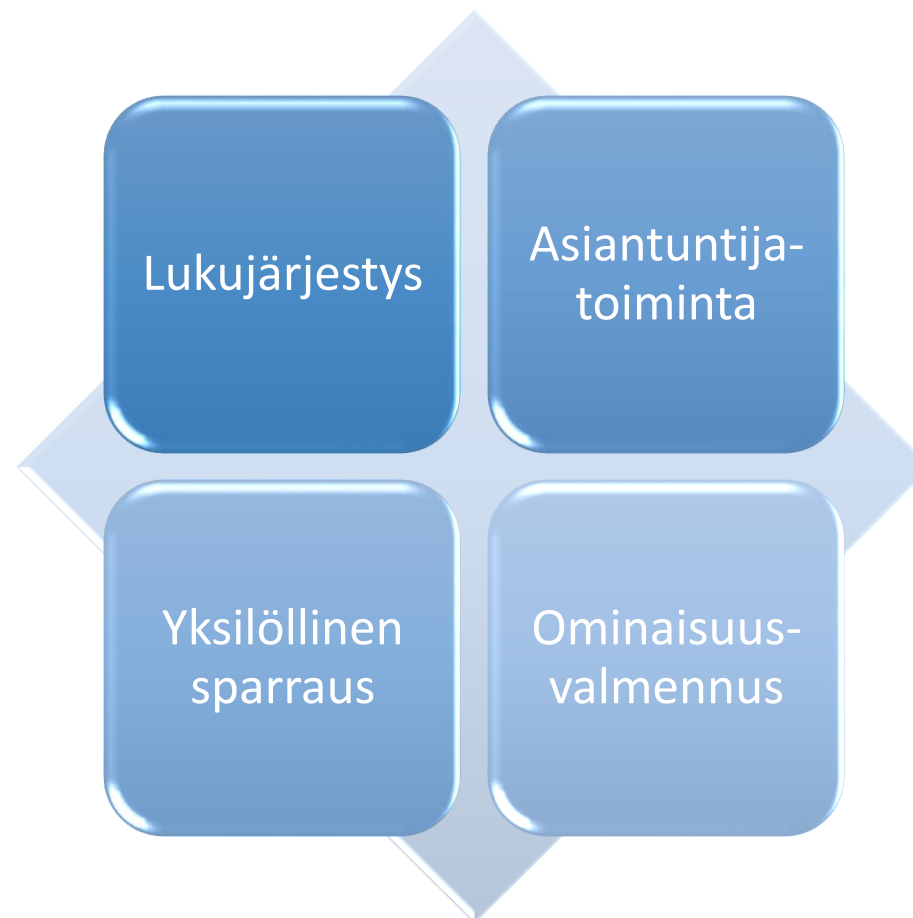 Lukujärjestys
Asiantuntija-
toiminta
Yksilöllinen
sparraus
Ominaisuus-
valmennus